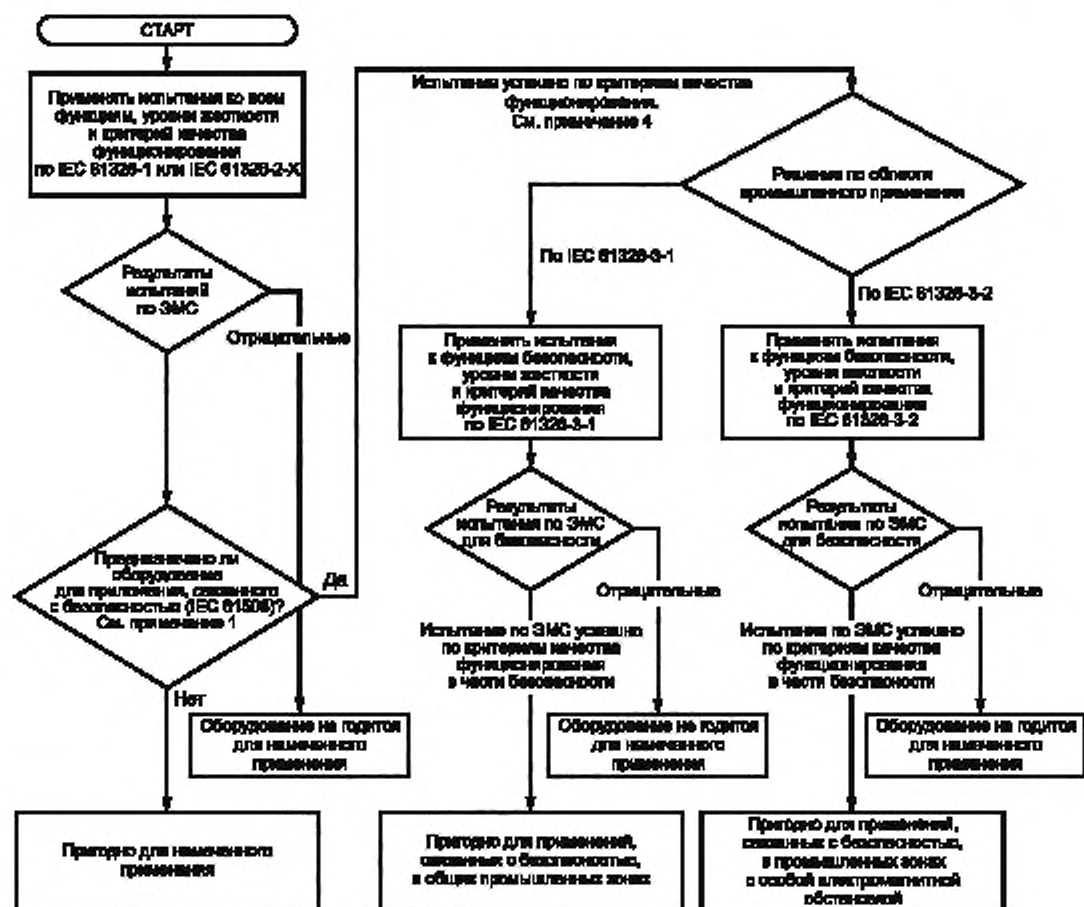 СТАРТ
Применять испытания ко всем
функциям, уровни жесткости
и критерий качества
функционирования
по IEC 61326-1 или IEC 61326-2-X
Результаты
испытаний
по ЭМС
Отрицательные
Предназначено ли
оборудование
для приложения, связанного
с безопасностью (IEC 61508)?
См. примечание 1
Да
Нет
Оборудование не годится
для намеченного
применения
Пригодно для намеченного
применения
Испытания успешно по критериям качества
функционирования.
См. примечание 4
Решения по области
промышленного применения
По IEC 61326-3-1
По IEC 61326-3-2
Применять испытания
к функциям безопасности,
уровни жесткости
и критерий качества
функционирования
по IEC 61326-3-1
Результаты
испытания по ЭМС
для безопасности
Отрицательные
Испытание по ЭМС успешно
по критериям качества
функционирования
в части безопасности
Оборудование не годится
для намеченного
применения
Пригодно для применений,
связанных с безопасностью,
в общих промышленных зонах
Применять испытания
к функциям безопасности,
уровни
и критерий качества
функционирования
по IEC 61326-3-2
Результаты
испытания по ЭМС
для безопасности
Отрицательные
Испытания по ЭМС успешно
по критериям качества
функционирования
в части безопасности
Оборудование не годится
для намеченного
применения
Пригодно для применений,
связанных с безопасностью,
в промышленных зонах
с особой электромагнитной
обстановкой